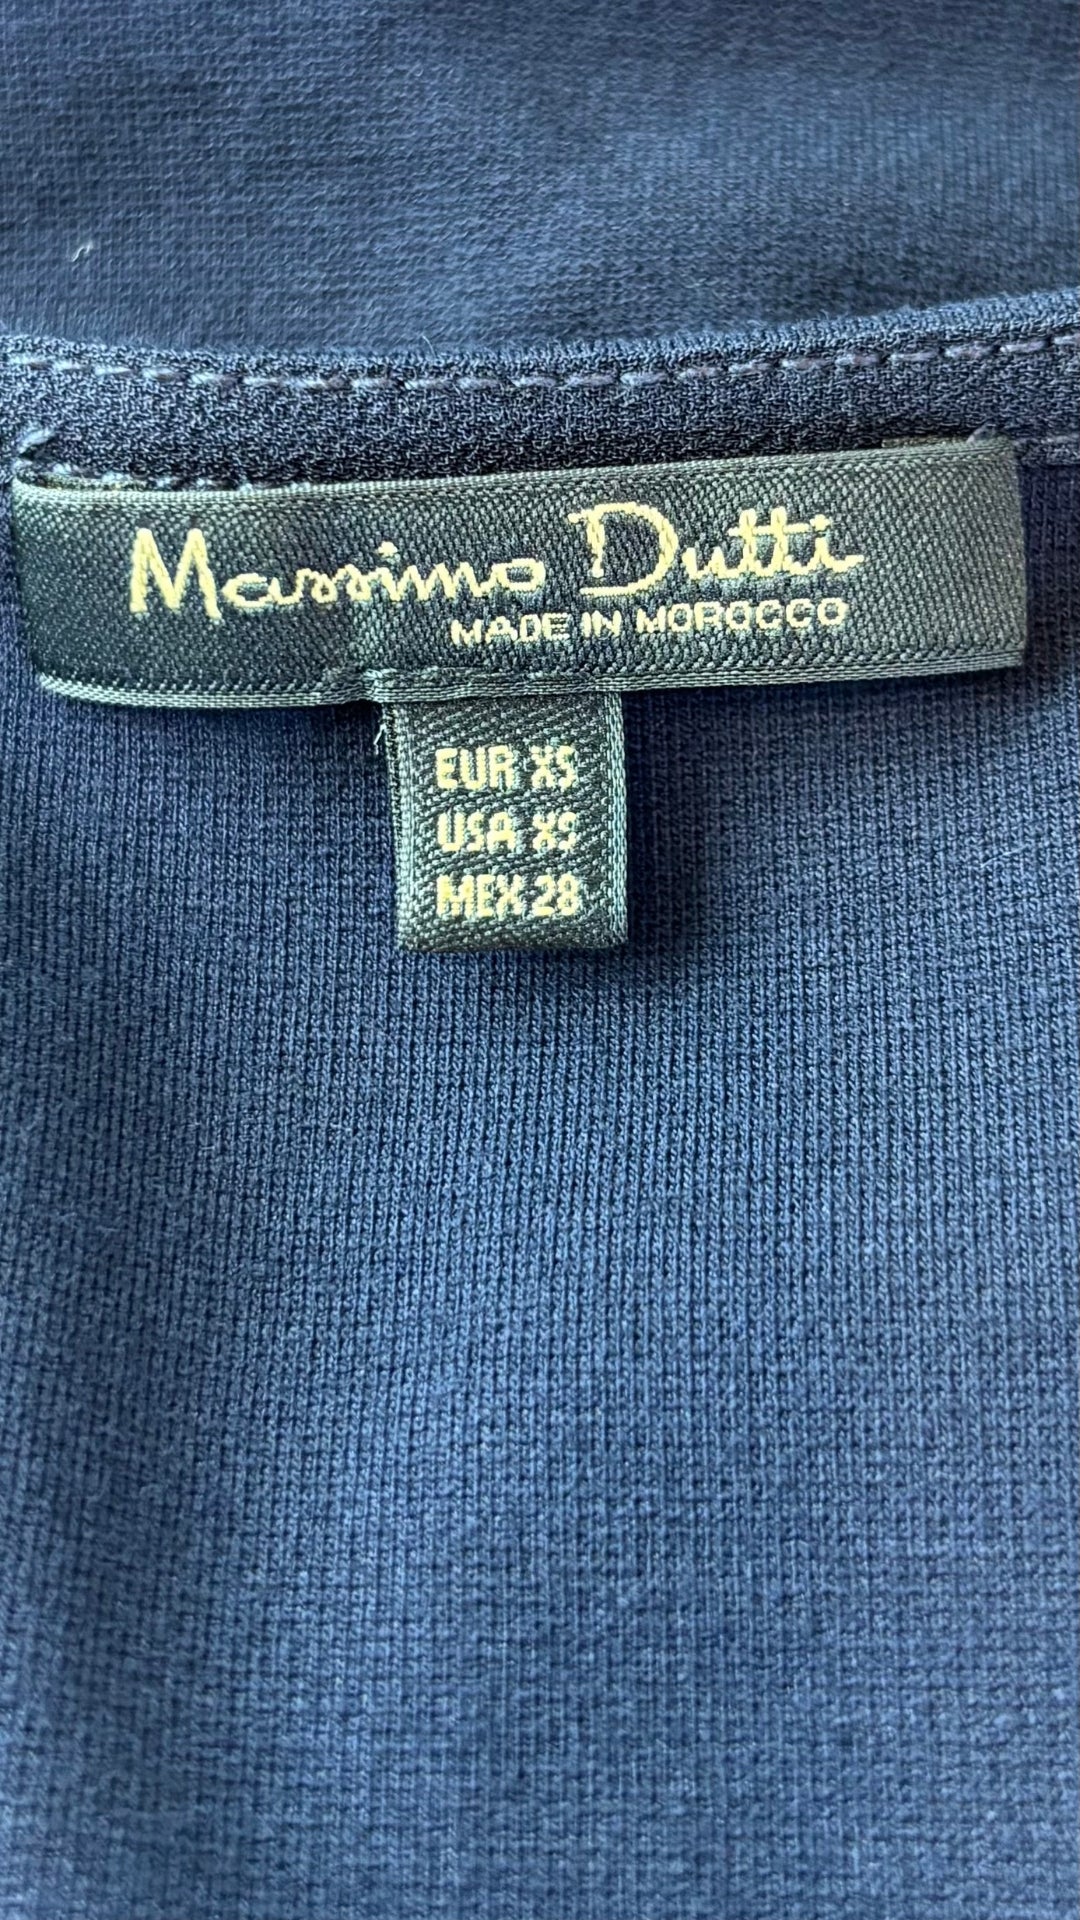 Massimo Dutti
MADE IN MOROCCO
EUR XS
USA XS
MEX 28